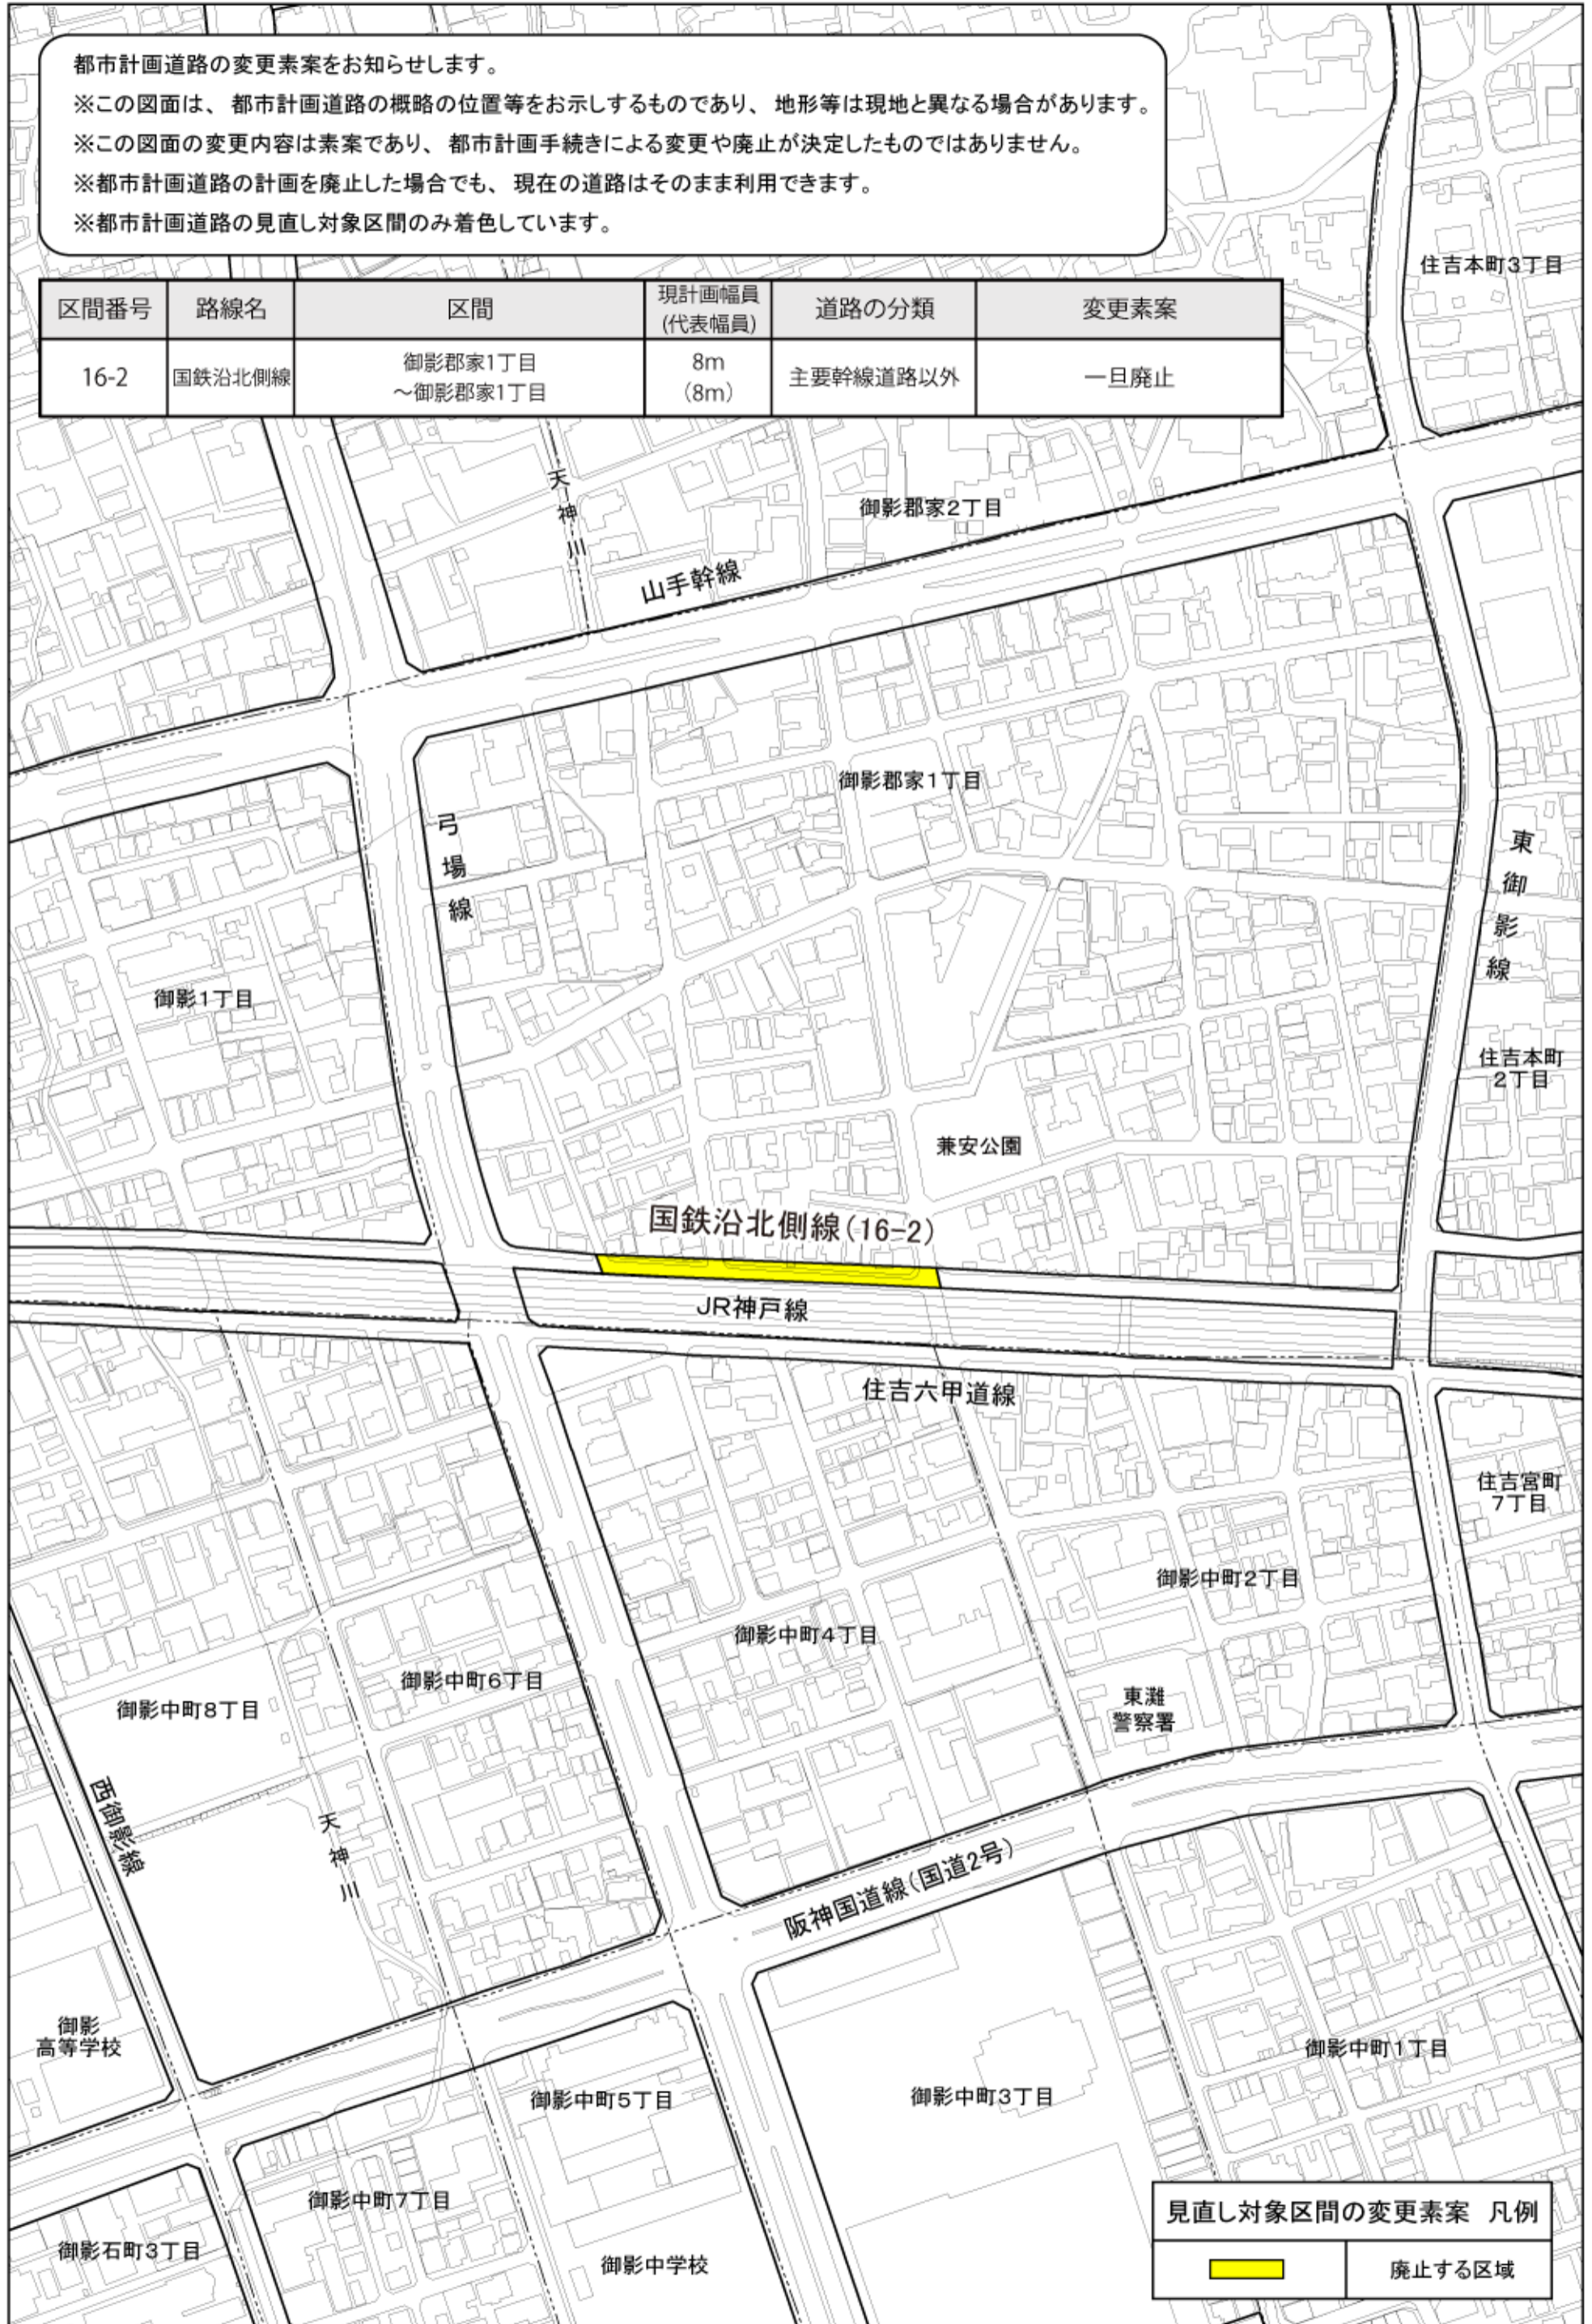 都市計画道路の変更素案をお知らせします。
※この図面は、都市計画道路の概略の位置等をお示しするものであり、地形等は現地と異なる場合があります。
※この図面の変更内容は素案であり、都市計画手続きによる変更や廃止が決定したものではありません。
※都市計画道路の計画を廃止した場合でも、現在の道路はそのまま利用できます。
※都市計画道路の見直し対象区間のみ着色しています。
住吉本町3丁目
区間番号 路線名 区間 現計画幅員 (代表幅員) 道路の分類 変更素案
16-2 国鉄沿北側線 御影郡家1丁目 ～御影郡家1丁目 8m (8m) 主要幹線道路以外 一旦廃止
天神川
御影郡家2丁目
山手幹線
御影郡家1丁目
弓場線
東御影線
御影1丁目
住吉本町
2丁目
兼安公園
国鉄沿北側線(16-2)
JR神戸線
住吉六甲道線
住吉宮町
7丁目
御影中町2丁目
御影中町4丁目
御影中町6丁目
御影中町8丁目
東灘
警察署
西御影線
天神川
阪神国道線(国道2号)
御影
高等学校
御影中町1丁目
御影中町5丁目
御影中町3丁目
御影中町7丁目
御影石町3丁目
御影中学校
見直し対象区間の変更素案 凡例
廃止する区域